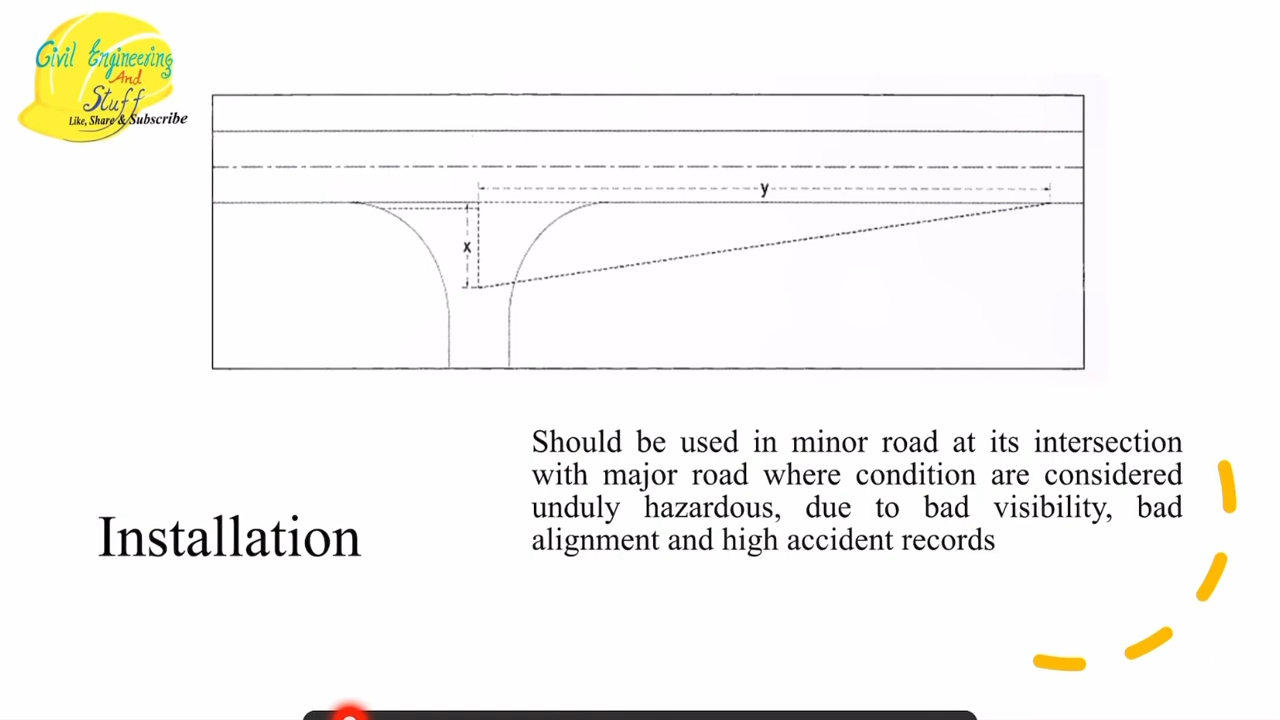 Civil Engineering
And
Stuff
Like, Share & Subscribe
y
x
Should be used in minor road at its intersection
with major road where condition are considered
unduly hazardous, due to bad visibility, bad
alignment and high accident records
Installation